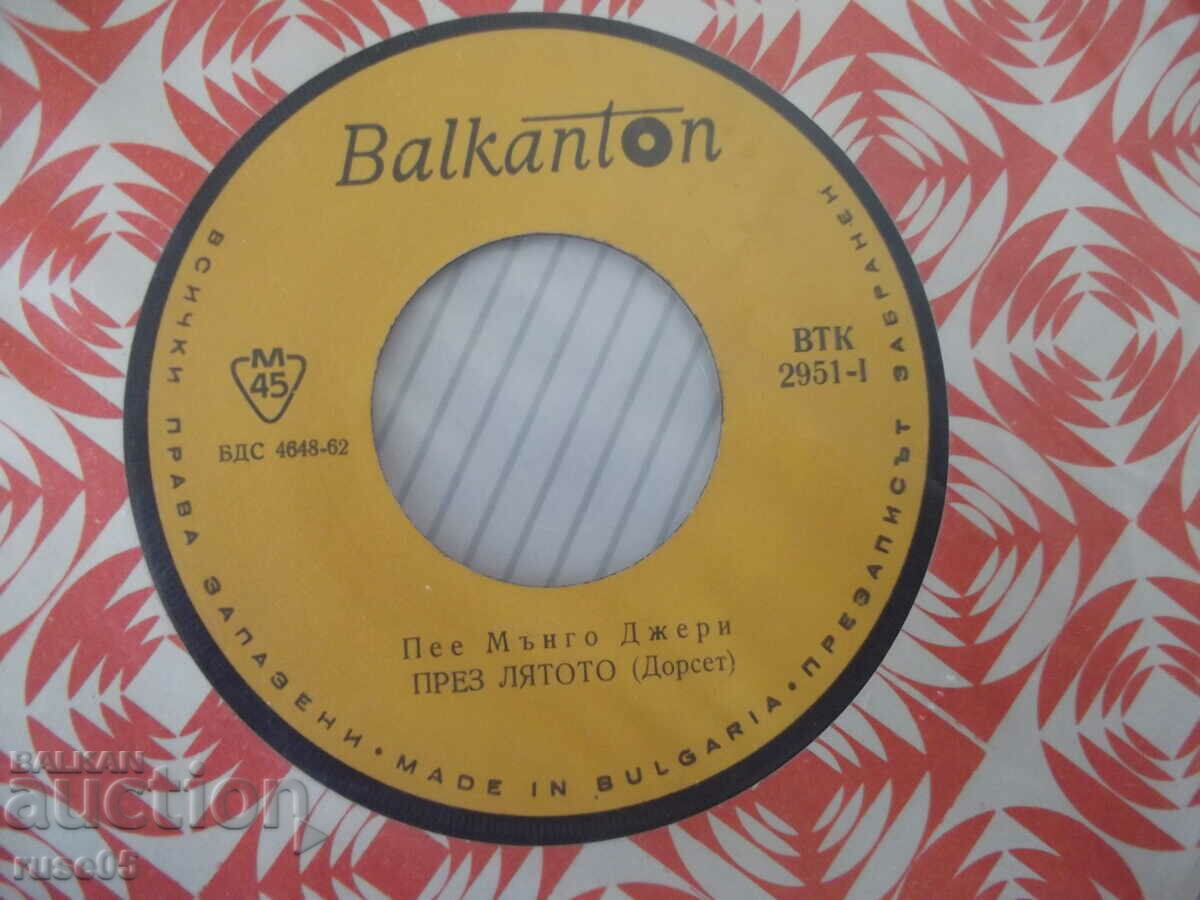 Balkanton
ВСИЧКИ ПРАВА ЗАПАЗЕНИ • MADE IN BULGARIA • ПРЕЗАПИСЪТ ЗАБРАНЕН
М
45
БДС 4648-62
ВТК
2951-I
Пее Мънго Джери
ПРЕЗ ЛЯТОТО (Дорсет)
BALKAN
auction
ruse05